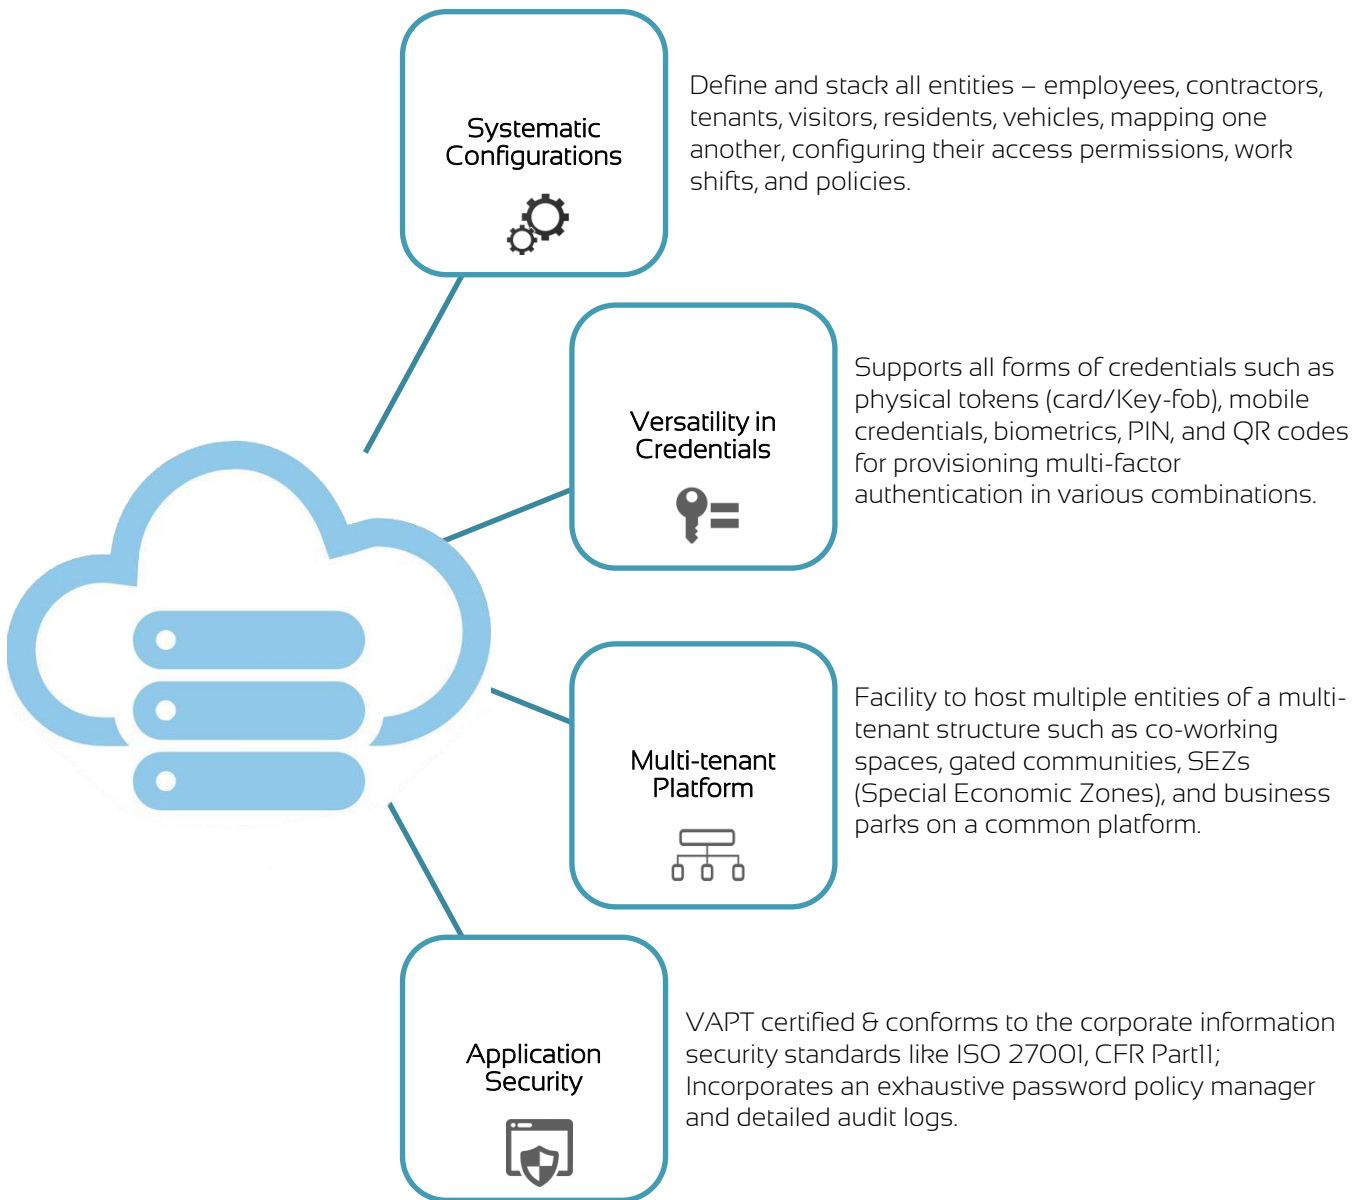 Systematic
Configurations
Define and stack all entities – employees, contractors,
tenants, visitors, residents, vehicles, mapping one
another, configuring their access permissions, work
shifts, and policies.
Versatility in
Credentials
Supports all forms of credentials such as
physical tokens (card/Key-fob), mobile
credentials, biometrics, PIN, and QR codes
for provisioning multi-factor
authentication in various combinations.
Multi-tenant
Platform
Facility to host multiple entities of a multi-
tenant structure such as co-working
spaces, gated communities, SEZs
(Special Economic Zones), and business
parks on a common platform.
Application
Security
VAPT certified & conforms to the corporate information
security standards like ISO 27001, CFR Part11;
Incorporates an exhaustive password policy manager
and detailed audit logs.